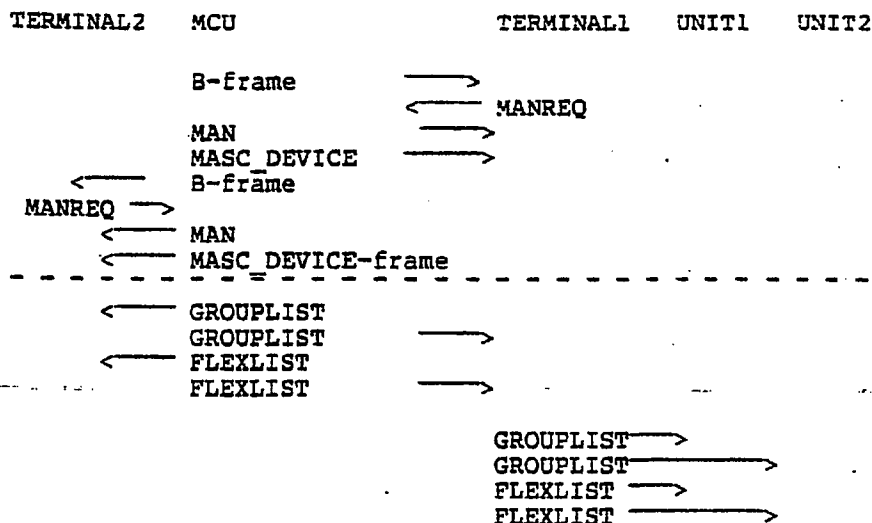 TERMINAL2 MCU TERMINAL1 UNIT1 UNIT2
B-frame
MANREQ
MAN
MASC_DEVICE
B-frame
MANREQ
MAN
MASC_DEVICE-frame
GROUPLIST
GROUPLIST
FLEXLIST
FLEXLIST
GROUPLIST
GROUPLIST
FLEXLIST
FLEXLIST